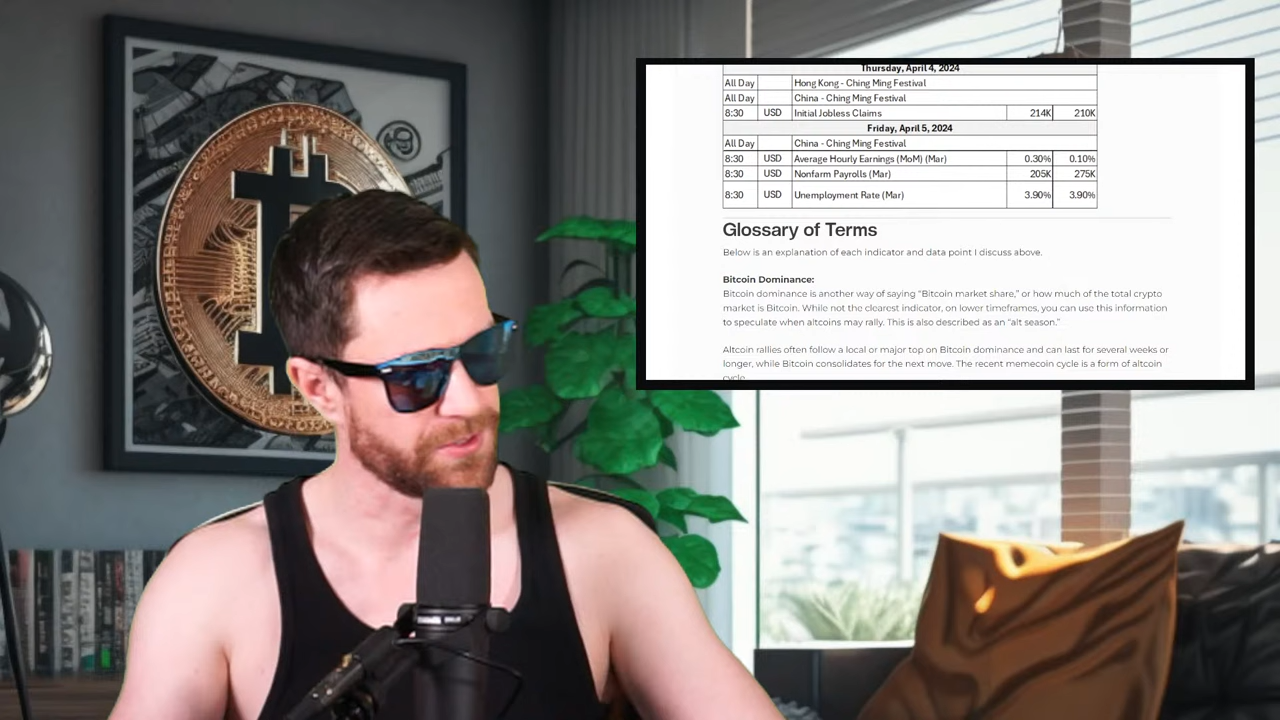 Thursday, April 4, 2024
All Day Hong Kong - Ching Ming Festival
All Day China - Ching Ming Festival
8:30 USD Initial Jobless Claims 214K 210K
Friday, April 5, 2024
All Day China - Ching Ming Festival
8:30 USD Average Hourly Earnings (MoM) (Mar) 0.30% 0.10%
8:30 USD Nonfarm Payrolls (Mar) 205K 275K
8:30 USD Unemployment Rate (Mar) 3.90% 3.90%
Glossary of Terms
Below is an explanation of each indicator and data point I discuss above.
Bitcoin Dominance:
Bitcoin dominance is another way of saying “Bitcoin market share,” or how much of the total crypto
market is Bitcoin. While not the clearest indicator, on lower timeframes, you can use this information
to speculate when altcoins may rally. This is also described as an “alt season.”
Altcoin rallies often follow a local or major top on Bitcoin dominance and can last for several weeks or
longer, while Bitcoin consolidates for the next move. The recent memecoin cycle is a form of altcoin
cycle.